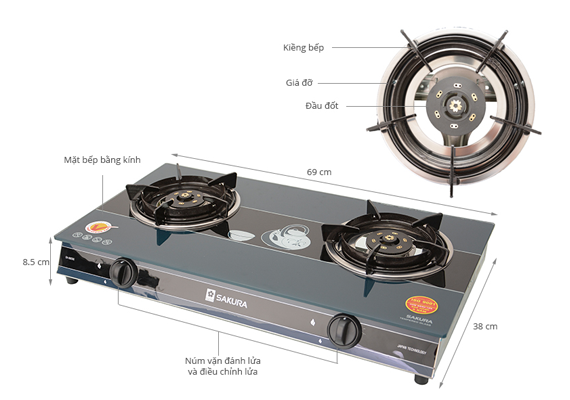 Kiềng bếp
Giá đỡ
Đầu đốt
Mặt bếp bằng kính
69 cm
8.5 cm
SAKURA
SAKURA
38 cm
Núm vặn đánh lửa
và điều chỉnh lửa